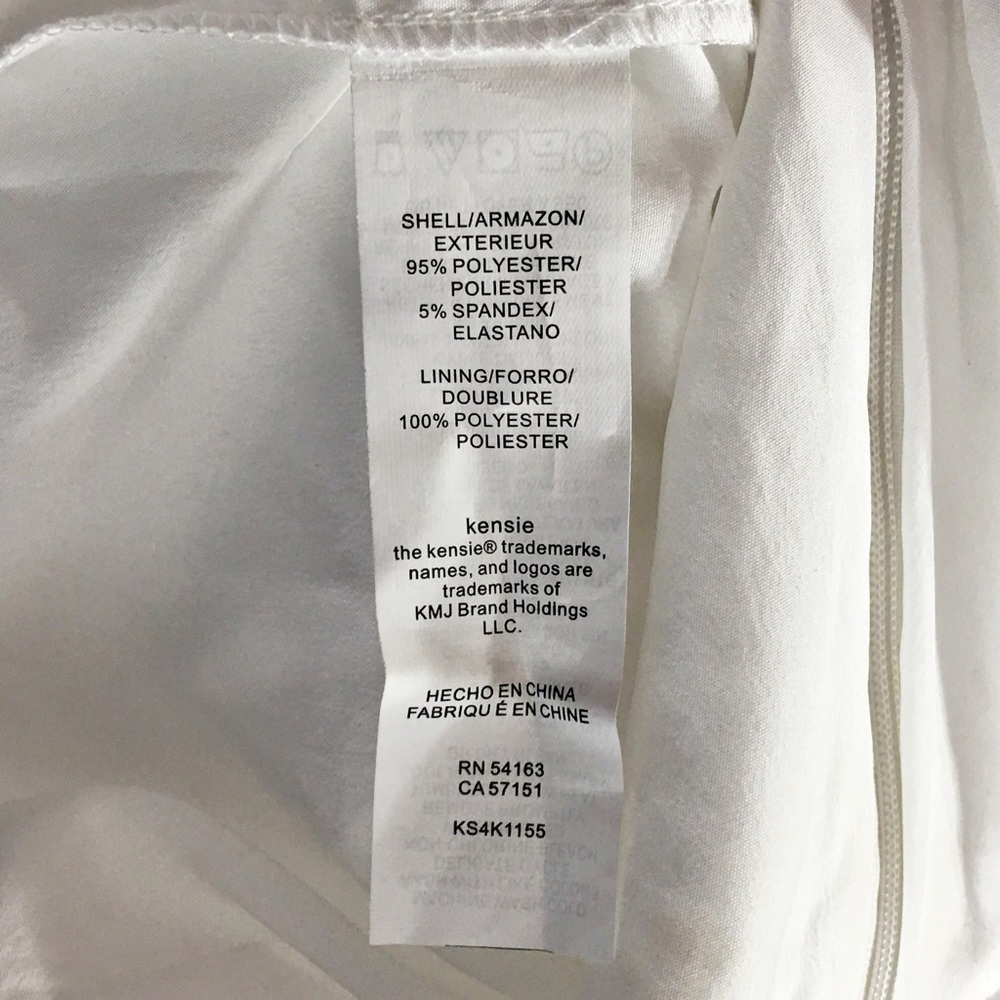 SHELL/ARMAZON/
EXTERIEUR
95% POLYESTER/
POLIESTER
5% SPANDEX/
ELASTANO
LINING/FORRO/
DOUBLURE
100% POLYESTER/
POLIESTER
kensie
the kensie® trademarks,
names, and logos are
trademarks of
KMJ Brand Holdings
LLC.
HECHO EN CHINA
FABRIQU É EN CHINE
RN 54163
CA 57151
KS4K1155